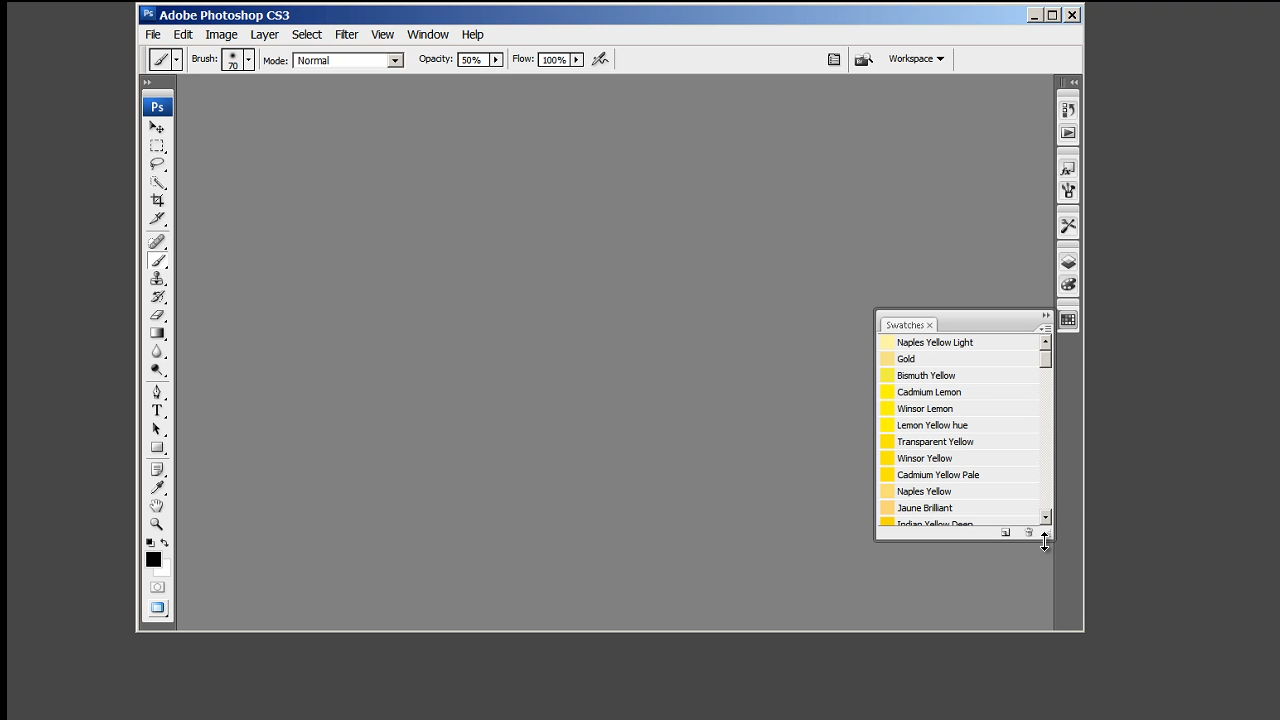 Ps Adobe Photoshop CS3
File Edit Image Layer Select Filter View Window Help
Brush: 70 Mode: Normal Opacity: 50% Flow: 100% Workspace
Ps
Swatches
Naples Yellow Light
Gold
Bismuth Yellow
Cadmium Lemon
Winsor Lemon
Lemon Yellow hue
Transparent Yellow
Winsor Yellow
Cadmium Yellow Pale
Naples Yellow
Jaune Brilliant
Indian Yellow Deep